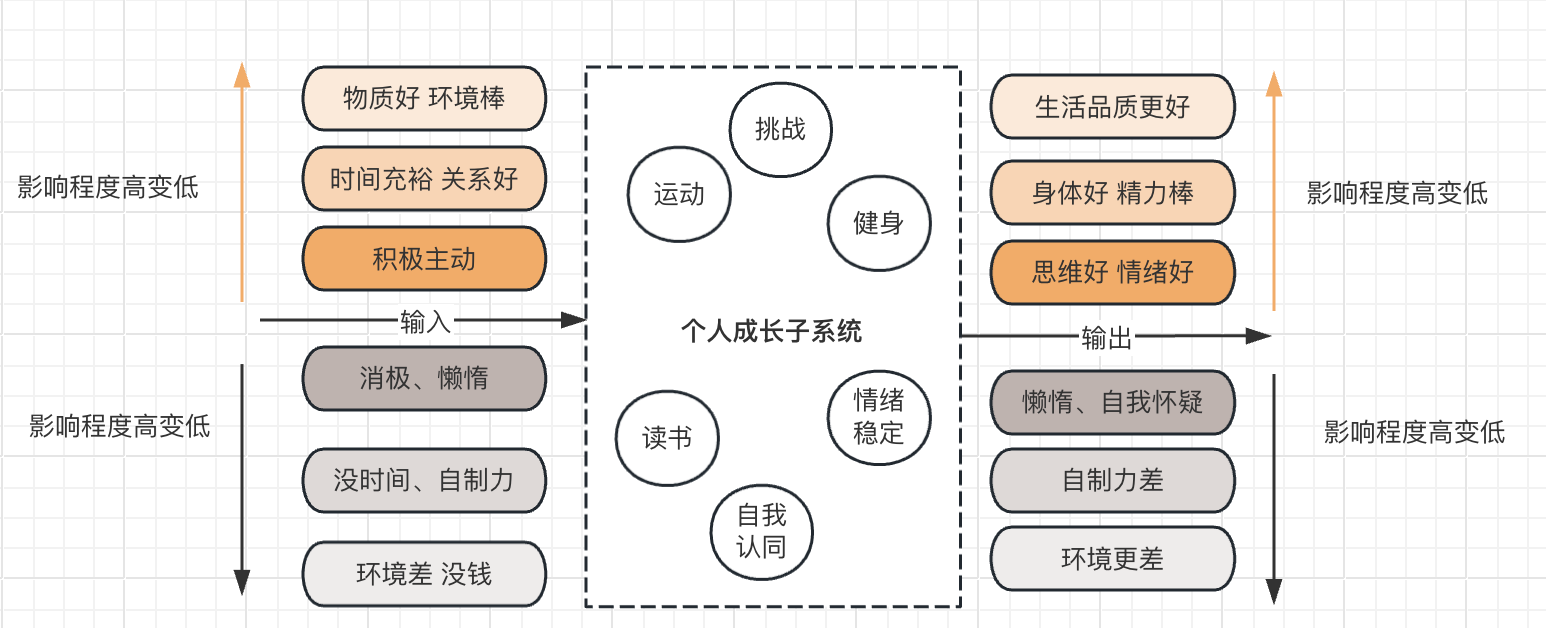 影响程度高变低
物质好 环境棒
时间充裕 关系好
积极主动
输入
影响程度高变低
消极、懒惰
没时间、自制力
环境差 没钱
挑战
运动
健身
个人成长子系统
读书
情绪
稳定
自我
认同
生活品质更好
身体好 精力棒
思维好 情绪好
影响程度高变低
输出
懒惰、自我怀疑
自制力差
环境更差
影响程度高变低